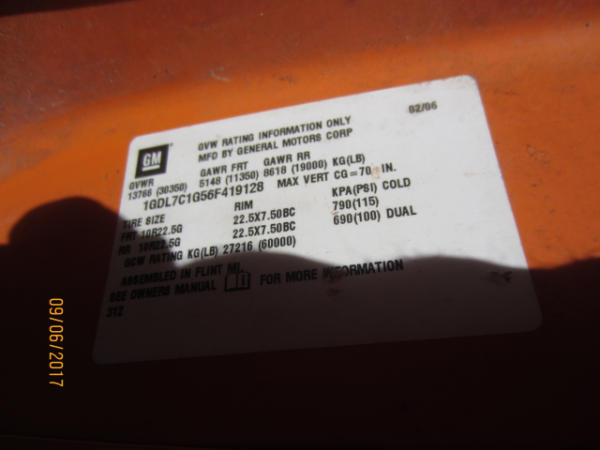 02/06
GM
GVW RATING INFORMATION ONLY
MFD BY GENERAL MOTORS CORP
GVWR GAWR FRT GAWR RR
13766 (30350) 5148 (11350) 8618 (19000) KG(LB)
1GDL7C1G56F419128 MAX VERT CG=70 IN.
TIRE SIZE RIM KPA(PSI) COLD
FRT 10R22.5G 22.5X7.50BC 790(115)
RR 10R22.5G 22.5X7.50BC 690(100) DUAL
GCW RATING KG(LB) 27216 (60000)
ASSEMBLED IN FLINT MI
SEE OWNERS MANUAL FOR MORE INFORMATION
312
09/06/2017